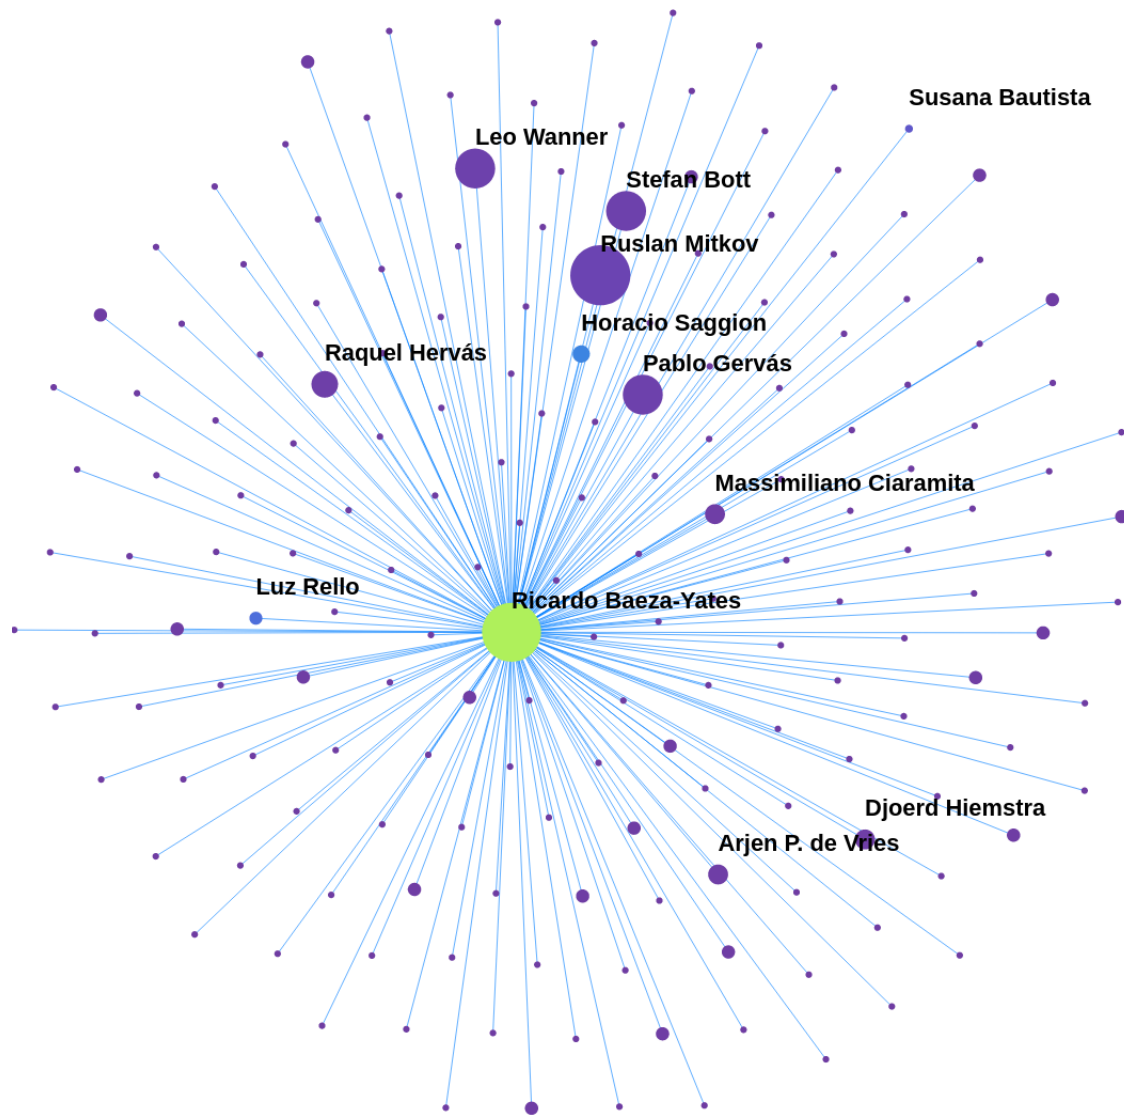 Susana Bautista
Leo Wanner
Stefan Bott
Ruslan Mitkov
Horacio Saggion
Raquel Hervás
Pablo Gervás
Massimiliano Ciaramita
Luz Rello
Ricardo Baeza-Yates
Djoerd Hiemstra
Arjen P. de Vries